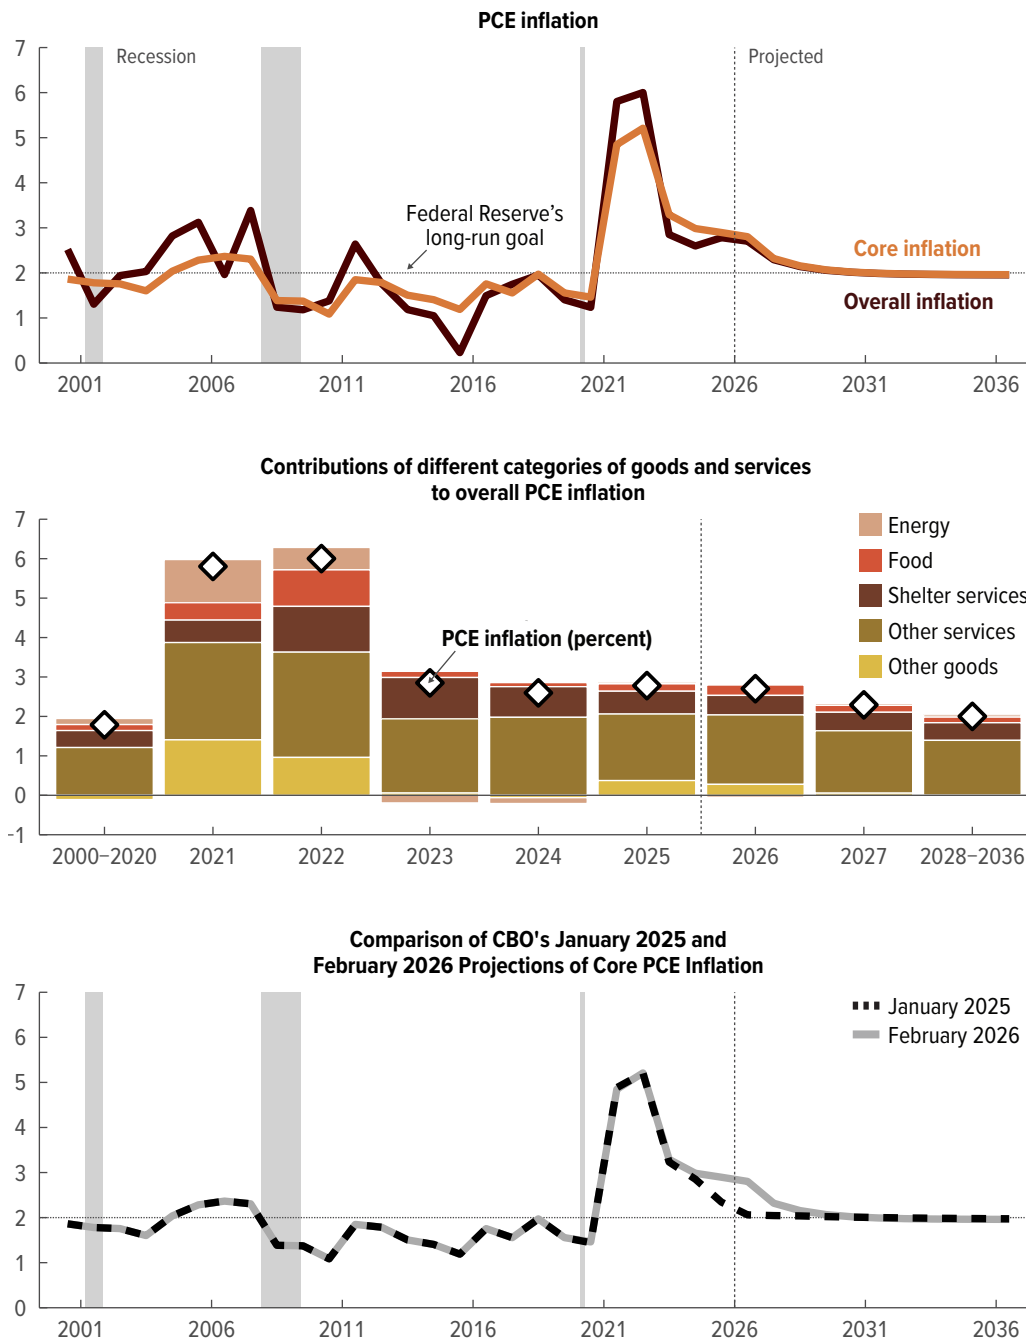 PCE inflation
7
6
5
4
3
2
1
0
Recession
Projected
Federal Reserve's
long-run goal
Core inflation
Overall inflation
2001 2006 2011 2016 2021 2026 2031 2036
Contributions of different categories of goods and services
to overall PCE inflation
7
6
5
4
3
2
1
0
-1
Energy
Food
Shelter services
Other services
Other goods
PCE inflation (percent)
2000–2020 2021 2022 2023 2024 2025 2026 2027 2028–2036
Comparison of CBO's January 2025 and
February 2026 Projections of Core PCE Inflation
7
6
5
4
3
2
1
0
January 2025
February 2026
2001 2006 2011 2016 2021 2026 2031 2036